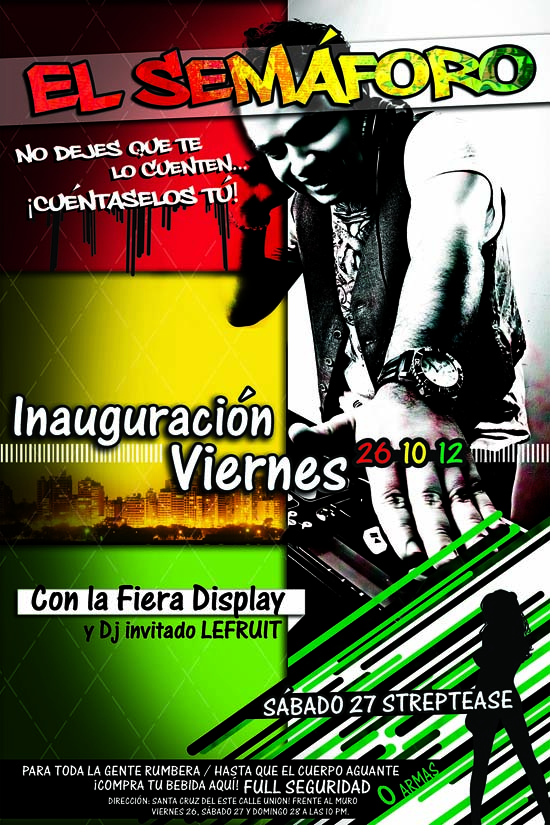 EL SEMÁFORO
NO DEJES QUE TE
LO CUENTEN...
¡CUÉNTASELOS TÚ!
Inauguración
Viernes 26 10 12
Con la Fiera Display
y Dj invitado LEFRUIT
SÁBADO 27 STREPTÉASE
PARA TODA LA GENTE RUMBERA / HASTA QUE EL CUERPO AGUANTE
¡COMPRA TU BEBIDA AQUÍ! FULL SEGURIDAD
0 ARMAS
DIRECCIÓN: SANTA CRUZ DEL ESTE CALLE UNION! FRENTE AL MURO
VIERNES 26, SÁBADO 27 Y DOMINGO 28 A LAS 10 PM.